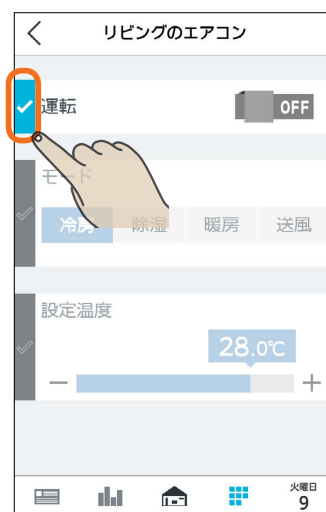 リビングのエアコン
運転
OFF
モード
冷房 除湿 暖房 送風
設定温度
28.0℃
火曜日
9